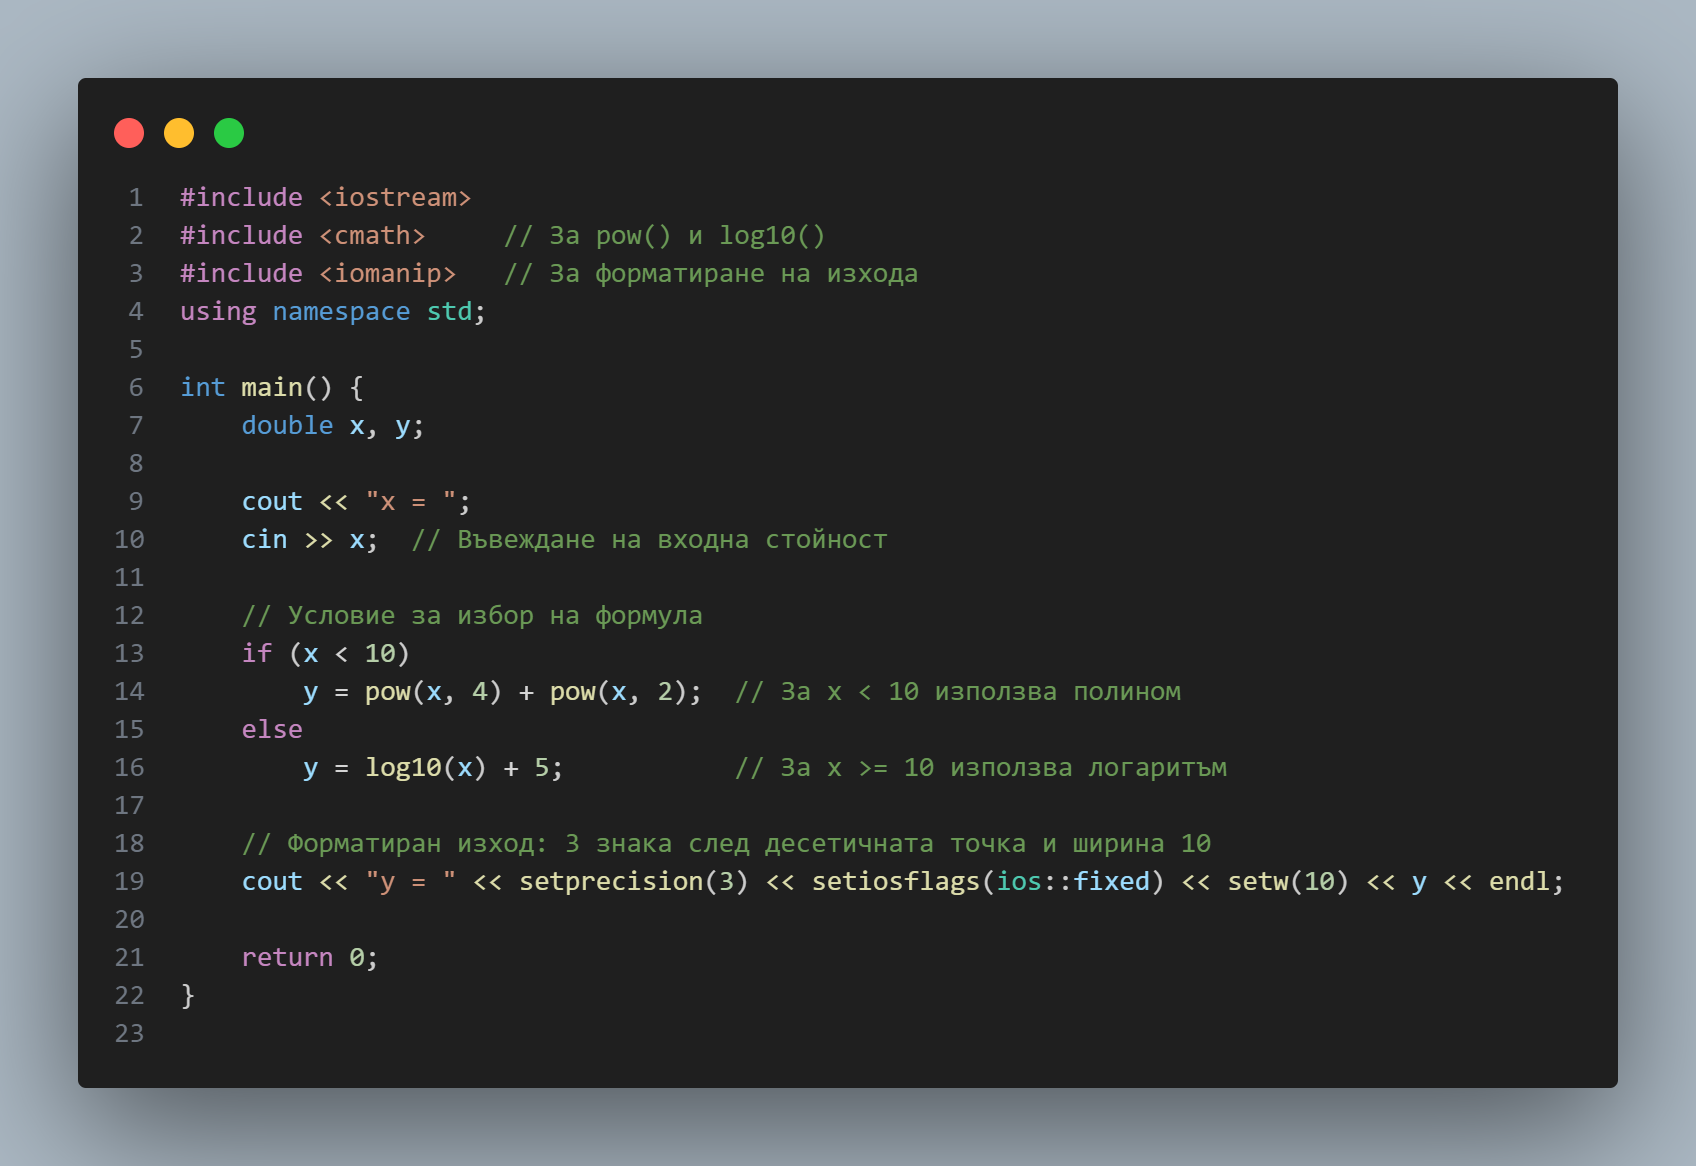 1 #include <iostream>
2 #include <cmath>     // За pow() и log10()
3 #include <iomanip>   // За форматиране на изхода
4 using namespace std;
5
6 int main() {
7     double x, y;
8
9     cout << "x = ";
10     cin >> x;  // Въвеждане на входна стойност
11
12     // Условие за избор на формула
13     if (x < 10)
14         y = pow(x, 4) + pow(x, 2);  // За x < 10 използва полином
15     else
16         y = log10(x) + 5;           // За x >= 10 използва логаритъм
17
18     // Форматиран изход: 3 знака след десетичната точка и ширина 10
19     cout << "y = " << setprecision(3) << setiosflags(ios::fixed) << setw(10) << y << endl;
20
21     return 0;
22 }
23